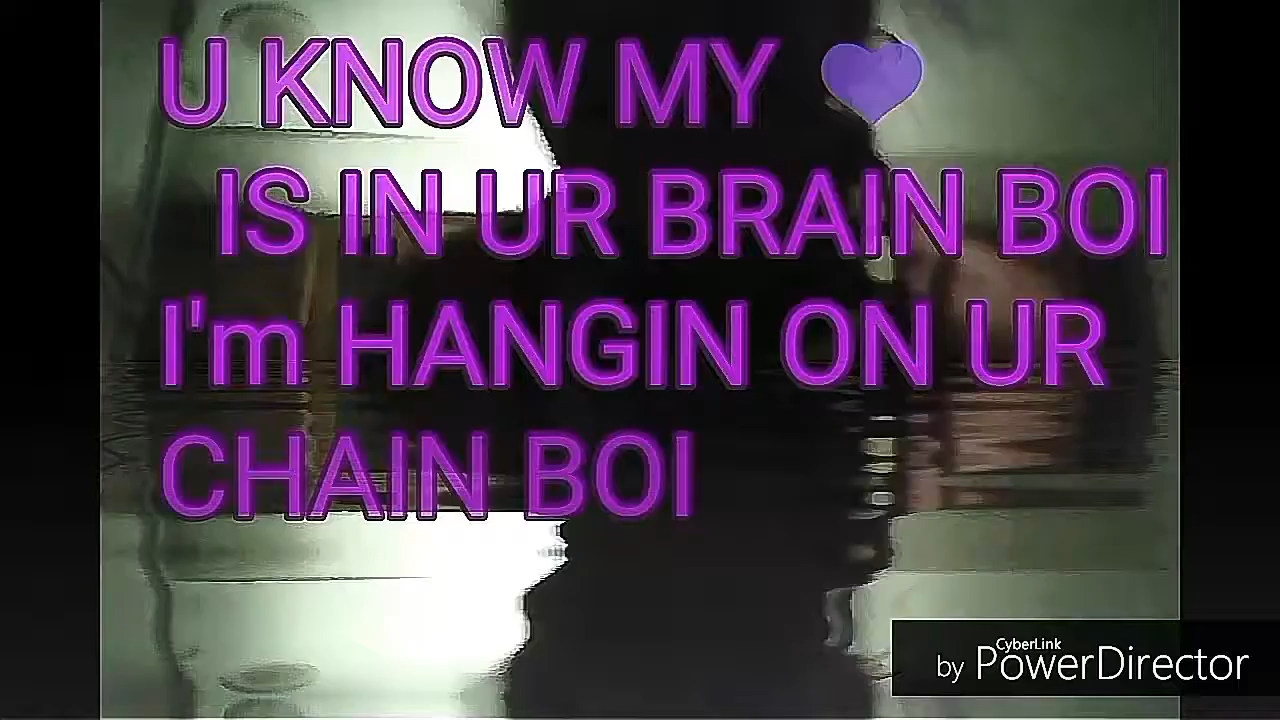 U KNOW MY 💜
IS IN UR BRAIN BOI
I'm HANGIN ON UR
CHAIN BOI
CyberLink
by PowerDirector